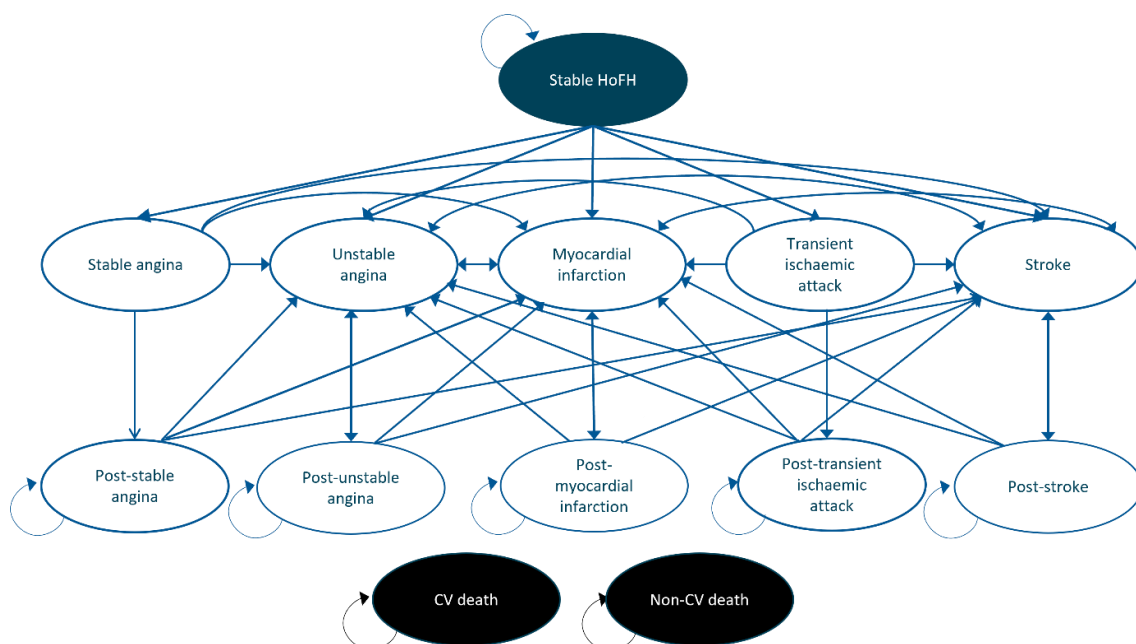 Stable HoFH
Stable angina
Unstable
angina
Myocardial
infarction
Transient
ischaemic
attack
Stroke
Post-stable
angina
Post-unstable
angina
Post-
myocardial
infarction
Post-transient
ischaemic
attack
Post-stroke
CV death
Non-CV death